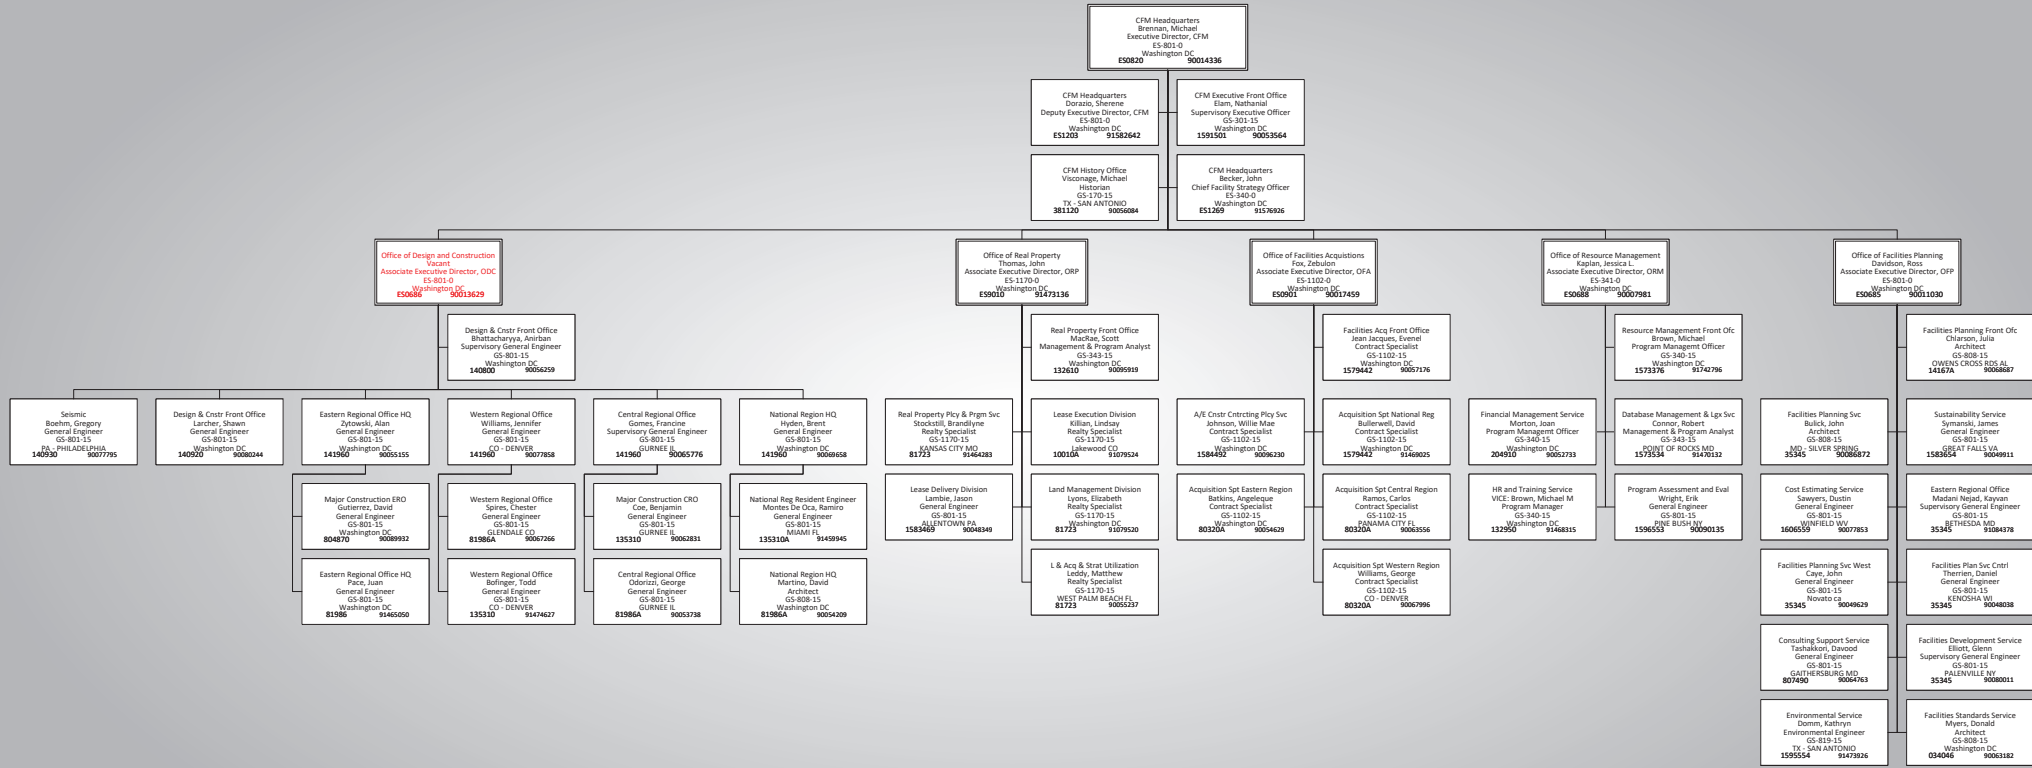 CFM Headquarters
Brennan, Michael
Executive Director, CFM
ES-801-0
Washington DC
ES0820 90014336
CFM Headquarters
Dorazio, Sherene
Deputy Executive Director, CFM
ES-801-0
Washington DC
ES1203 91582642
CFM Executive Front Office
Elam, Nathanial
Supervisory Executive Officer
GS-301-15
Washington DC
1591501 90053564
CFM History Office
Visconage, Michael
Historian
GS-170-15
TX - SAN ANTONIO
381120 90056084
CFM Headquarters
Becker, John
Chief Facility Strategy Officer
ES-340-0
Washington DC
ES1269 91576926
Office of Design and Construction
Vacant
Associate Executive Director, ODC
ES-801-0
Washington DC
ES0686 90013629
Office of Real Property
Thomas, John
Associate Executive Director, ORP
ES-1170-0
Washington DC
ES9010 91473136
Office of Facilities Acquistions
Fox, Zebulon
Associate Executive Director, OFA
ES-1102-0
Washington DC
ES0901 90017459
Office of Resource Management
Kaplan, Jessica L.
Associate Executive Director, ORM
ES-341-0
Washington DC
ES0688 90007981
Office of Facilities Planning
Davidson, Ross
Associate Executive Director, OFP
ES-801-0
Washington DC
ES0685 90011030
Design & Cnstr Front Office
Bhattacharyya, Anirban
Supervisory General Engineer
GS-801-15
Washington DC
140800 90056259
Real Property Front Office
MacRae, Scott
Management & Program Analyst
GS-343-15
Washington DC
132610 90095919
Facilities Acq Front Office
Jean Jacques, Evenel
Contract Specialist
GS-1102-15
Washington DC
1579442 90057176
Resource Management Front Ofc
Brown, Michael
Program Managemt Officer
GS-340-15
Washington DC
1573376 91742796
Facilities Planning Front Ofc
Chlarson, Julia
Architect
GS-808-15
OWENS CROSS RDS AL
14167A 90068687
Seismic
Boehm, Gregory
General Engineer
GS-801-15
PA - PHILADELPHIA
140930 90077795
Design & Cnstr Front Office
Larcher, Shawn
General Engineer
GS-801-15
Washington DC
140920 90080244
Eastern Regional Office HQ
Zytowski, Alan
General Engineer
GS-801-15
Washington DC
141960 90055155
Western Regional Office
Williams, Jennifer
General Engineer
GS-801-15
CO - DENVER
141960 90077858
Central Regional Office
Gomes, Francine
Supervisory General Engineer
GS-801-15
GURNEE IL
141960 90065776
National Region HQ
Hyden, Brent
General Engineer
GS-801-15
Washington DC
141960 90069658
Real Property Plcy & Prgm Svc
Stockstill, Brandilyne
Realty Specialist
GS-1170-15
KANSAS CITY MO
81723 91464283
Lease Execution Division
Killian, Lindsay
Realty Specialist
GS-1170-15
Lakewood CO
10010A 91079524
A/E Cnstr Cntrcting Plcy Svc
Johnson, Willie Mae
Contract Specialist
GS-1102-15
Washington DC
1584492 90096230
Acquisition Spt National Reg
Bullerwell, David
Contract Specialist
GS-1102-15
Washington DC
1579442 91469025
Financial Management Service
Morton, Joan
Program Managemt Officer
GS-340-15
Washington DC
204910 90052733
Database Management & Lgx Svc
Connor, Robert
Management & Program Analyst
GS-343-15
POINT OF ROCKS MD
1573534 91470132
Facilities Planning Svc
Bulick, John
Architect
GS-808-15
MD - SILVER SPRING
35345 90086872
Sustainability Service
Symanski, James
General Engineer
GS-801-15
GREAT FALLS VA
1583654 90049911
Major Construction ERO
Gutierrez, David
General Engineer
GS-801-15
Washington DC
804870 90089932
Western Regional Office
Spires, Chester
General Engineer
GS-801-15
GLENDALE CO
81986A 90067266
Major Construction CRO
Coe, Benjamin
General Engineer
GS-801-15
GURNEE IL
135310 90062831
National Reg Resident Engineer
Montes De Oca, Ramiro
General Engineer
GS-801-15
MIAMI FL
135310A 91459945
Lease Delivery Division
Lambie, Jason
General Engineer
GS-801-15
ALLENTOWN PA
1583469 90048349
Land Management Division
Lyons, Elizabeth
Realty Specialist
GS-1170-15
Washington DC
81723 91079520
Acquisition Spt Eastern Region
Batkins, Angeleque
Contract Specialist
GS-1102-15
Washington DC
80320A 90054629
Acquisition Spt Central Region
Ramos, Carlos
Contract Specialist
GS-1102-15
PANAMA CITY FL
80320A 90063556
HR and Training Service
VICE: Brown, Michael M
Program Manager
GS-340-15
Washington DC
132950 91468315
Program Assessment and Eval
Wright, Erik
General Engineer
GS-801-15
PINE BUSH NY
1596553 90090135
Cost Estimating Service
Sawyers, Dustin
General Engineer
GS-801-15
WINFIELD WV
1606559 90077853
Eastern Regional Office
Madani Nejad, Kayvan
Supervisory General Engineer
GS-801-15
BETHESDA MD
35345 91084378
Eastern Regional Office HQ
Pace, Juan
General Engineer
GS-801-15
Washington DC
81986 91465050
Western Regional Office
Bofinger, Todd
General Engineer
GS-801-15
CO - DENVER
135310 91474627
Central Regional Office
Odorizzi, George
General Engineer
GS-801-15
GURNEE IL
81986A 90053738
National Region HQ
Martino, David
Architect
GS-808-15
Washington DC
81986A 90054209
L & Acq & Strat Utilization
Leddy, Matthew
Realty Specialist
GS-1170-15
WEST PALM BEACH FL
81723 90055237
Acquisition Spt Western Region
Williams, George
Contract Specialist
GS-1102-15
CO - DENVER
80320A 90067996
Facilities Planning Svc West
Caye, John
General Engineer
GS-801-15
Novato ca
35345 90049629
Facilities Plan Svc Cntrl
Therrien, Daniel
General Engineer
GS-801-15
KENOSHA WI
35345 90048038
Consulting Support Service
Tashakkori, Davood
General Engineer
GS-801-15
GAITHERSBURG MD
807490 90064763
Facilities Development Service
Elliott, Glenn
Supervisory General Engineer
GS-801-15
PALENVILLE NY
35345 90080011
Environmental Service
Domm, Kathryn
Environmental Engineer
GS-819-15
TX - SAN ANTONIO
1595554 91473926
Facilities Standards Service
Myers, Donald
Architect
GS-808-15
Washington DC
034046 90063182